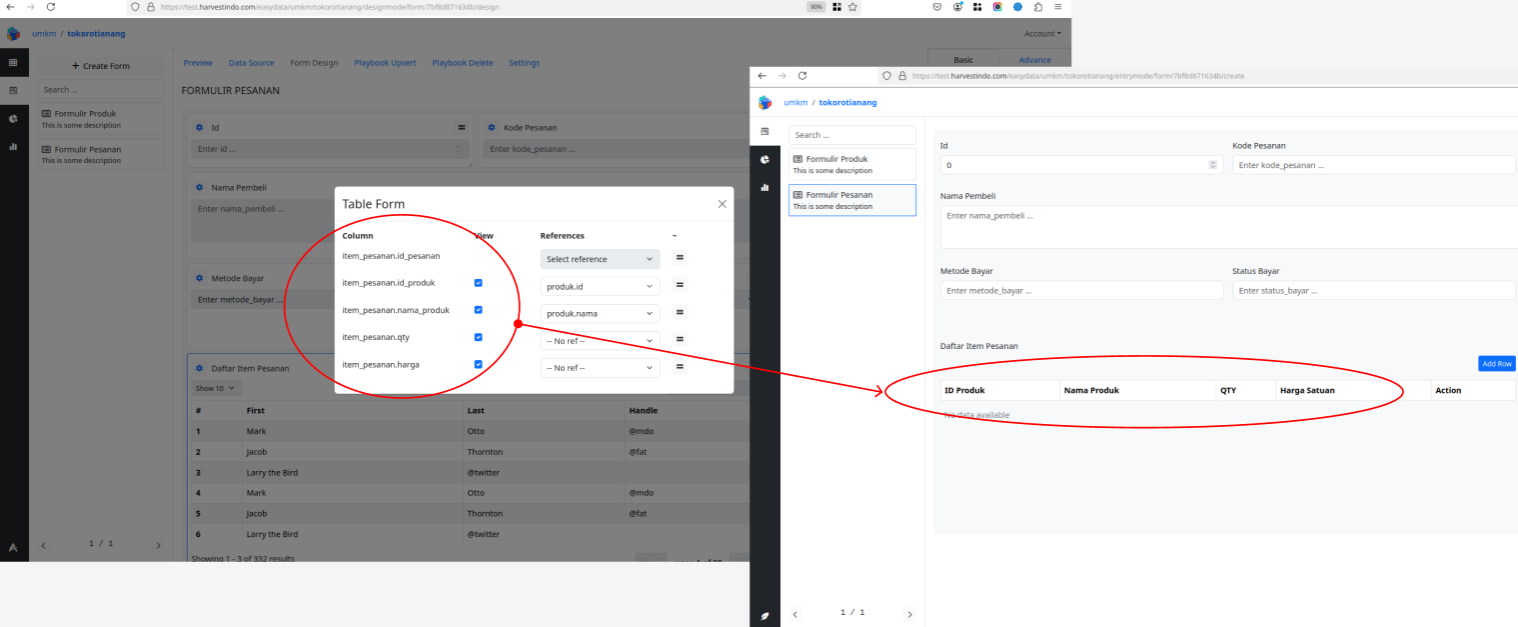 https://test.harvestindo.com/easydata/umkm/tokorotianang/designmode/form/7bf8d871634b/design
90%
umkm / tokorotianang
Account
+ Create Form
Preview Data Source Form Design Playbook Upsert Playbook Delete Settings
Basic Advance
Search ...
FORMULIR PESANAN
Formulir Produk
This is some description
Formulir Pesanan
This is some description
Id
Kode Pesanan
Enter id ...
Enter kode_pesanan ...
Nama Pembeli
Enter nama_pembeli ...
Metode Bayar
Enter metode_bayar ...
Daftar Item Pesanan
Show 10
# First Last Handle
1 Mark Otto @mdo
2 Jacob Thornton @fat
3 Larry the Bird @twitter
4 Mark Otto @mdo
5 Jacob Thornton @fat
6 Larry the Bird @twitter
Showing 1 - 3 of 332 results
1 / 1
Table Form
Column View References –
item_pesanan.id_pesanan Select reference
item_pesanan.id_produk produk.id
item_pesanan.nama_produk produk.nama
item_pesanan.qty -- No ref --
item_pesanan.harga -- No ref --
https://test.harvestindo.com/easydata/umkm/tokorotianang/entrymode/form/7bf8d871634b/create
umkm / tokorotianang
Search ...
Formulir Produk
This is some description
Formulir Pesanan
This is some description
1 / 1
Id
Kode Pesanan
0
Enter kode_pesanan ...
Nama Pembeli
Enter nama_pembeli ...
Metode Bayar
Status Bayar
Enter metode_bayar ...
Enter status_bayar ...
Daftar Item Pesanan
Add Row
ID Produk Nama Produk QTY Harga Satuan Action
No data available